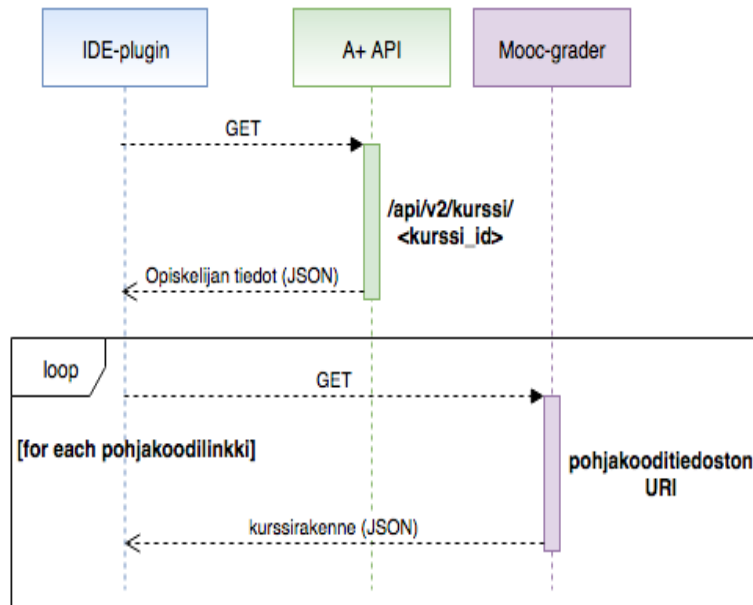 IDE-plugin
A+ API
Mooc-grader
GET
/api/v2/kurssi/
<kurssi_id>
Opiskelijan tiedot (JSON)
loop
GET
[for each pohjakoodilinkki]
pohjakooditiedoston
URI
kurssirakenne (JSON)